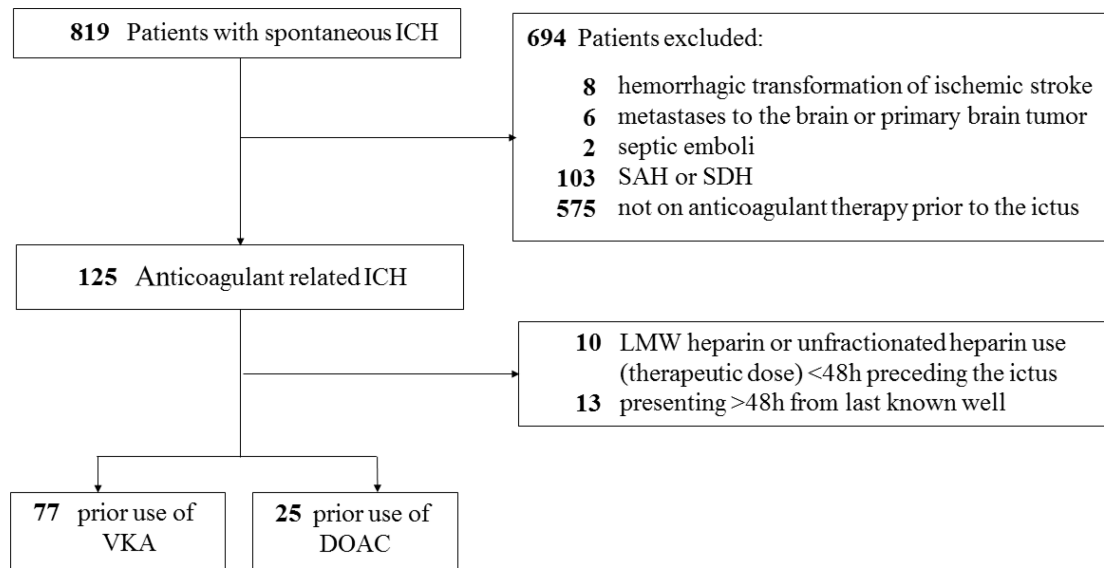 819 Patients with spontaneous ICH
694 Patients excluded:
8 hemorrhagic transformation of ischemic stroke
6 metastases to the brain or primary brain tumor
2 septic emboli
103 SAH or SDH
575 not on anticoagulant therapy prior to the ictus
125 Anticoagulant related ICH
10 LMW heparin or unfractionated heparin use
(therapeutic dose) <48h preceding the ictus
13 presenting >48h from last known well
77 prior use of
VKA
25 prior use of
DOAC